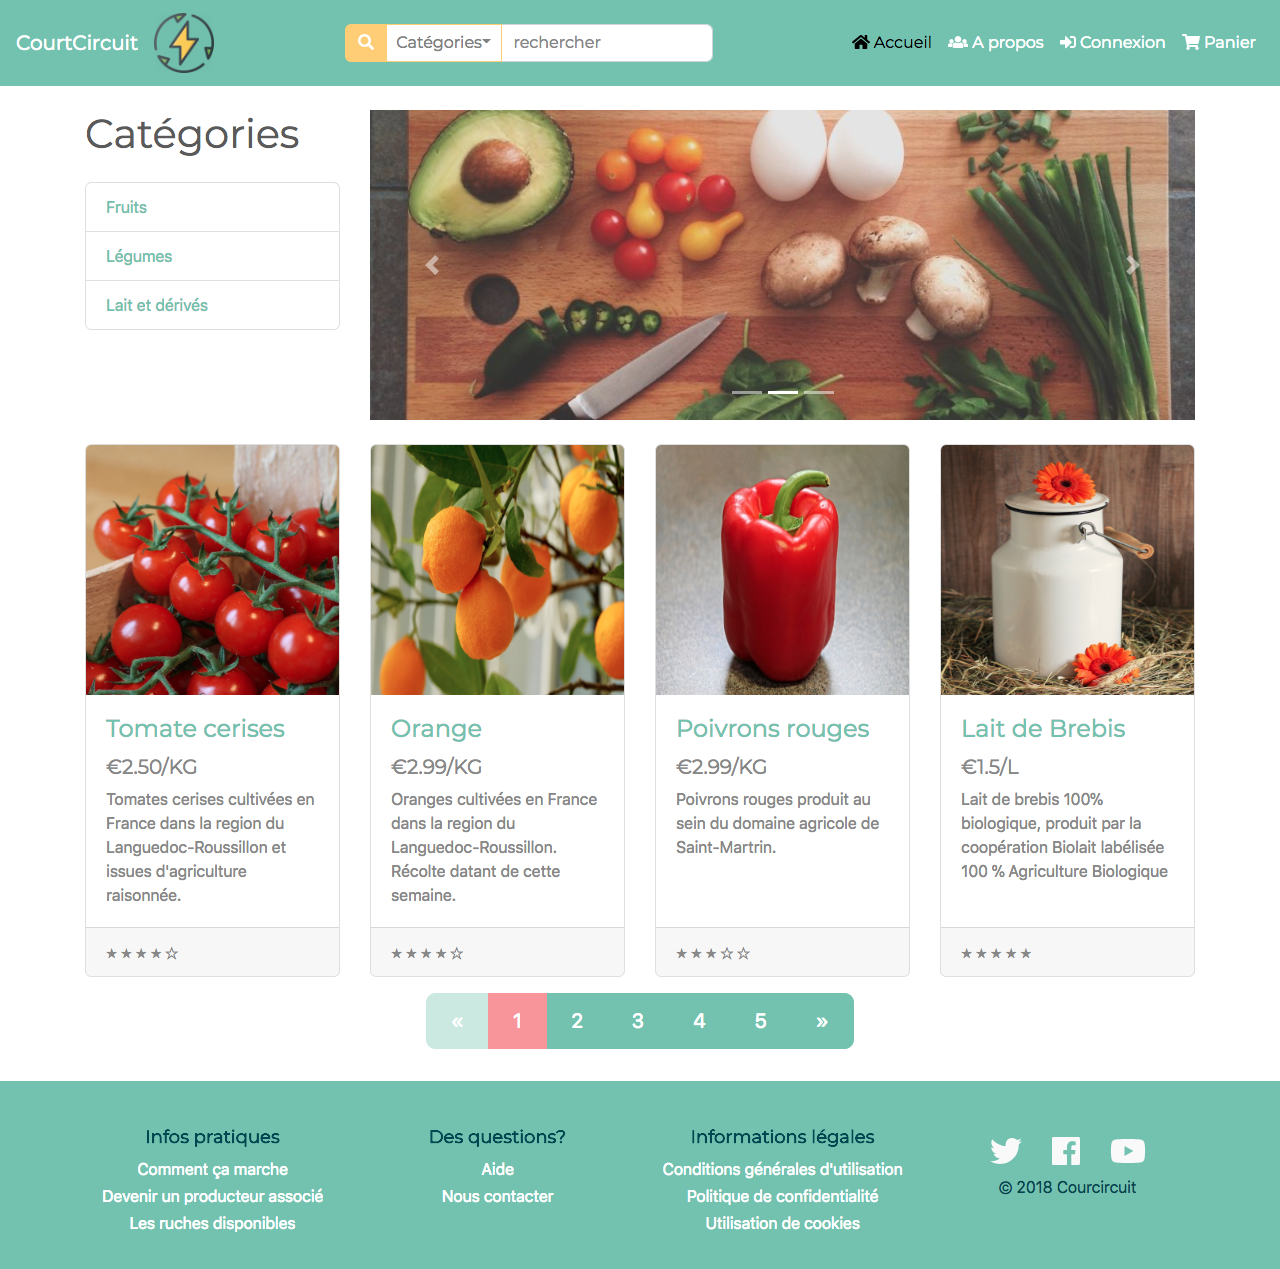 CourtCircuit
Catégories
rechercher
Accueil
A propos
Connexion
Panier
Catégories
Fruits
Légumes
Lait et dérivés
Tomate cerises
€2.50/KG
Tomates cerises cultivées en
France dans la region du
Languedoc-Roussillon et
issues d'agriculture
raisonnée.
★ ★ ★ ★ ☆
Orange
€2.99/KG
Oranges cultivées en France
dans la region du
Languedoc-Roussillon.
Récolte datant de cette
semaine.
★ ★ ★ ★ ☆
Poivrons rouges
€2.99/KG
Poivrons rouges produit au
sein du domaine agricole de
Saint-Martrin.
★ ★ ★ ☆ ☆
Lait de Brebis
€1.5/L
Lait de brebis 100%
biologique, produit par la
coopération Biolait labélisée
100 % Agriculture Biologique
★ ★ ★ ★ ★
« 1 2 3 4 5 »
Infos pratiques
Comment ça marche
Devenir un producteur associé
Les ruches disponibles
Des questions?
Aide
Nous contacter
Informations légales
Conditions générales d'utilisation
Politique de confidentialité
Utilisation de cookies
© 2018 Courcircuit